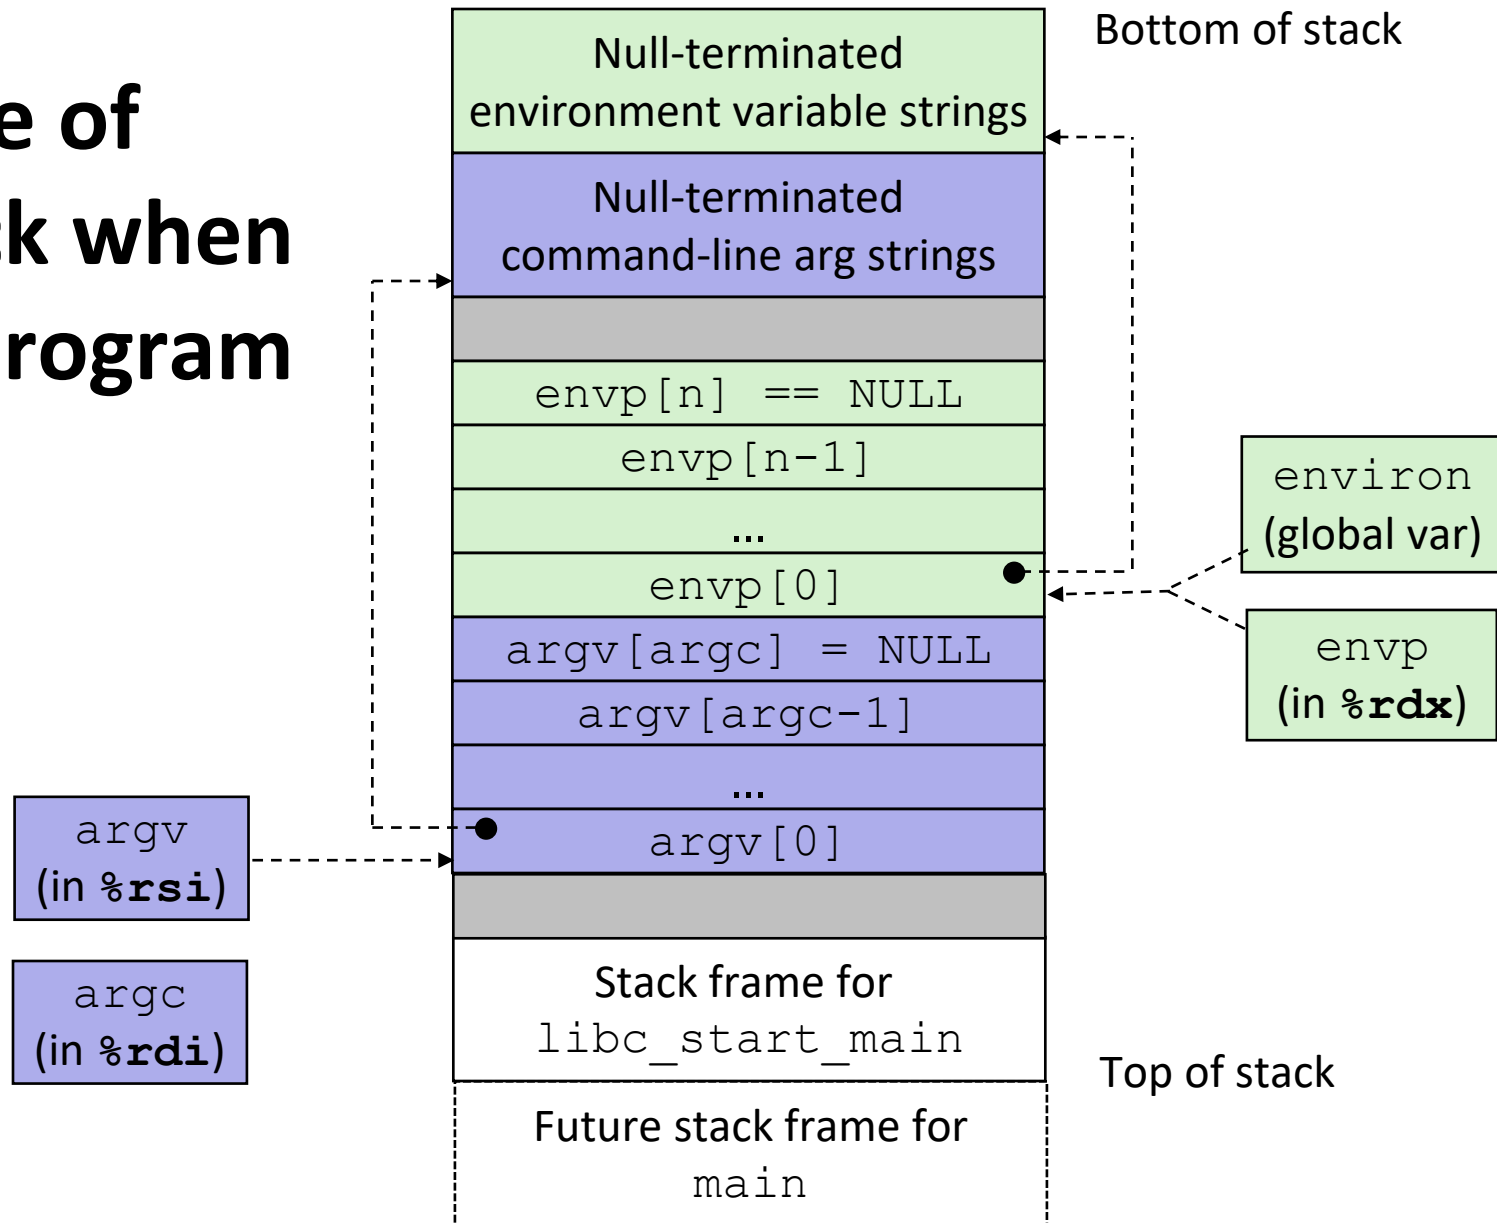 e of
k when
rogram
Bottom of stack
Null-terminated
environment variable strings
Null-terminated
command-line arg strings
envp[n] == NULL
envp[n-1]
...
envp[0]
argv[argc] = NULL
argv[argc-1]
...
argv[0]
environ
(global var)
envp
(in %rdx)
argv
(in %rsi)
argc
(in %rdi)
Stack frame for
libc_start_main
Top of stack
Future stack frame for
main